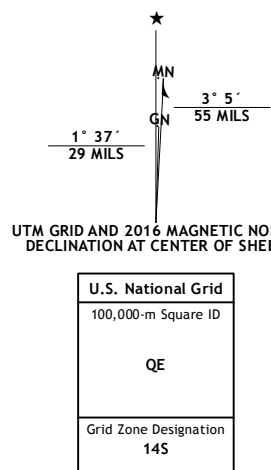 ★
MN
GN
3° 5´
55 MILS
1° 37´
29 MILS
UTM GRID AND 2016 MAGNETIC NO
DECLINATION AT CENTER OF SHEE
U.S. National Grid
100,000-m Square ID
QE
Grid Zone Designation
14S